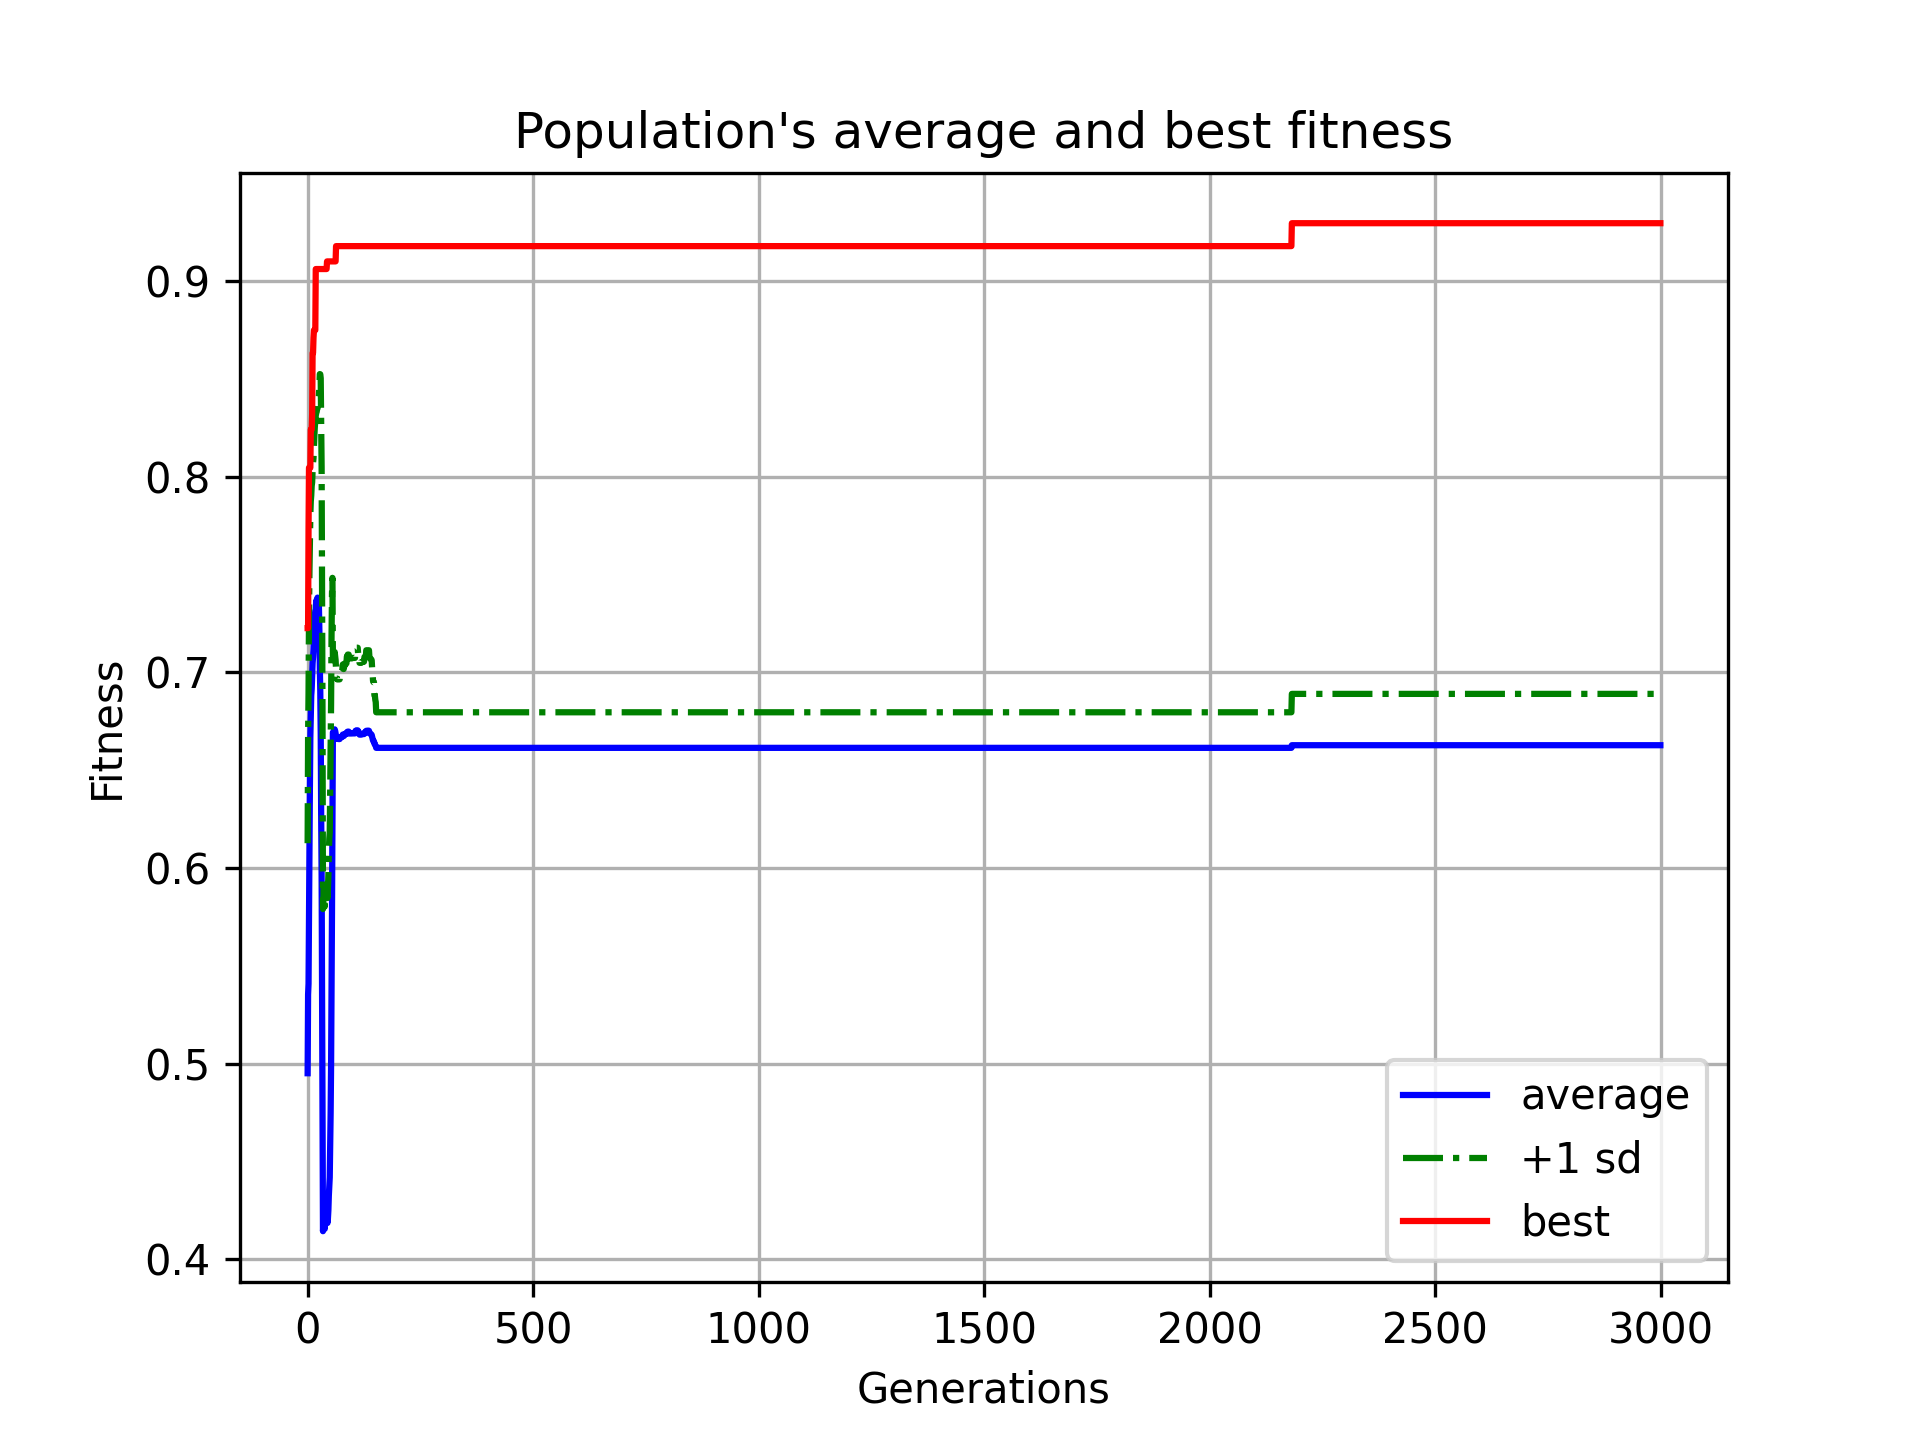 Population's average and best fitness
Fitness
0.9
0.8
0.7
0.6
0.5
0.4
average
+1 sd
best
0 500 1000 1500 2000 2500 3000
Generations